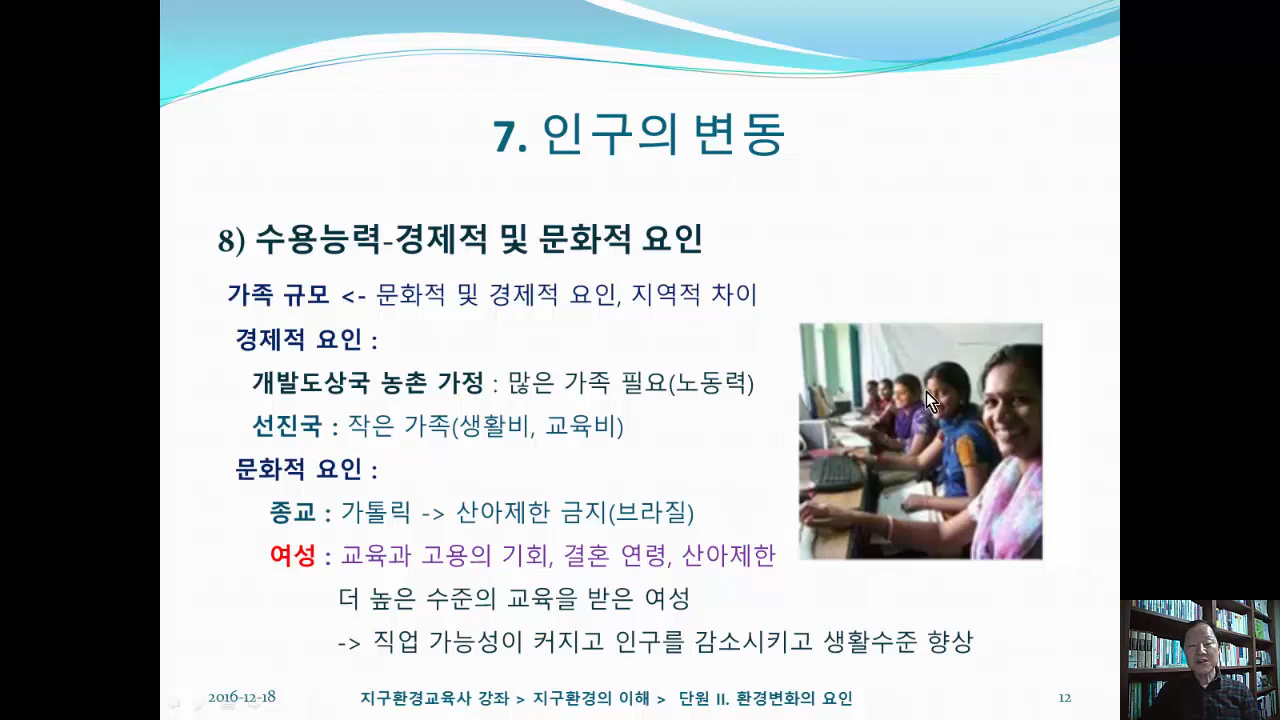 7. 인구의 변동
8) 수용능력-경제적 및 문화적 요인
가족 규모 <- 문화적 및 경제적 요인, 지역적 차이
경제적 요인 :
개발도상국 농촌 가정 : 많은 가족 필요(노동력)
선진국 : 작은 가족(생활비, 교육비)
문화적 요인 :
종교 : 가톨릭 -> 산아제한 금지(브라질)
여성 : 교육과 고용의 기회, 결혼 연령, 산아제한
더 높은 수준의 교육을 받은 여성
-> 직업 가능성이 커지고 인구를 감소시키고 생활수준 향상
2016-12-18 지구환경교육사 강좌 > 지구환경의 이해 > 단원 II. 환경변화의 요인 12